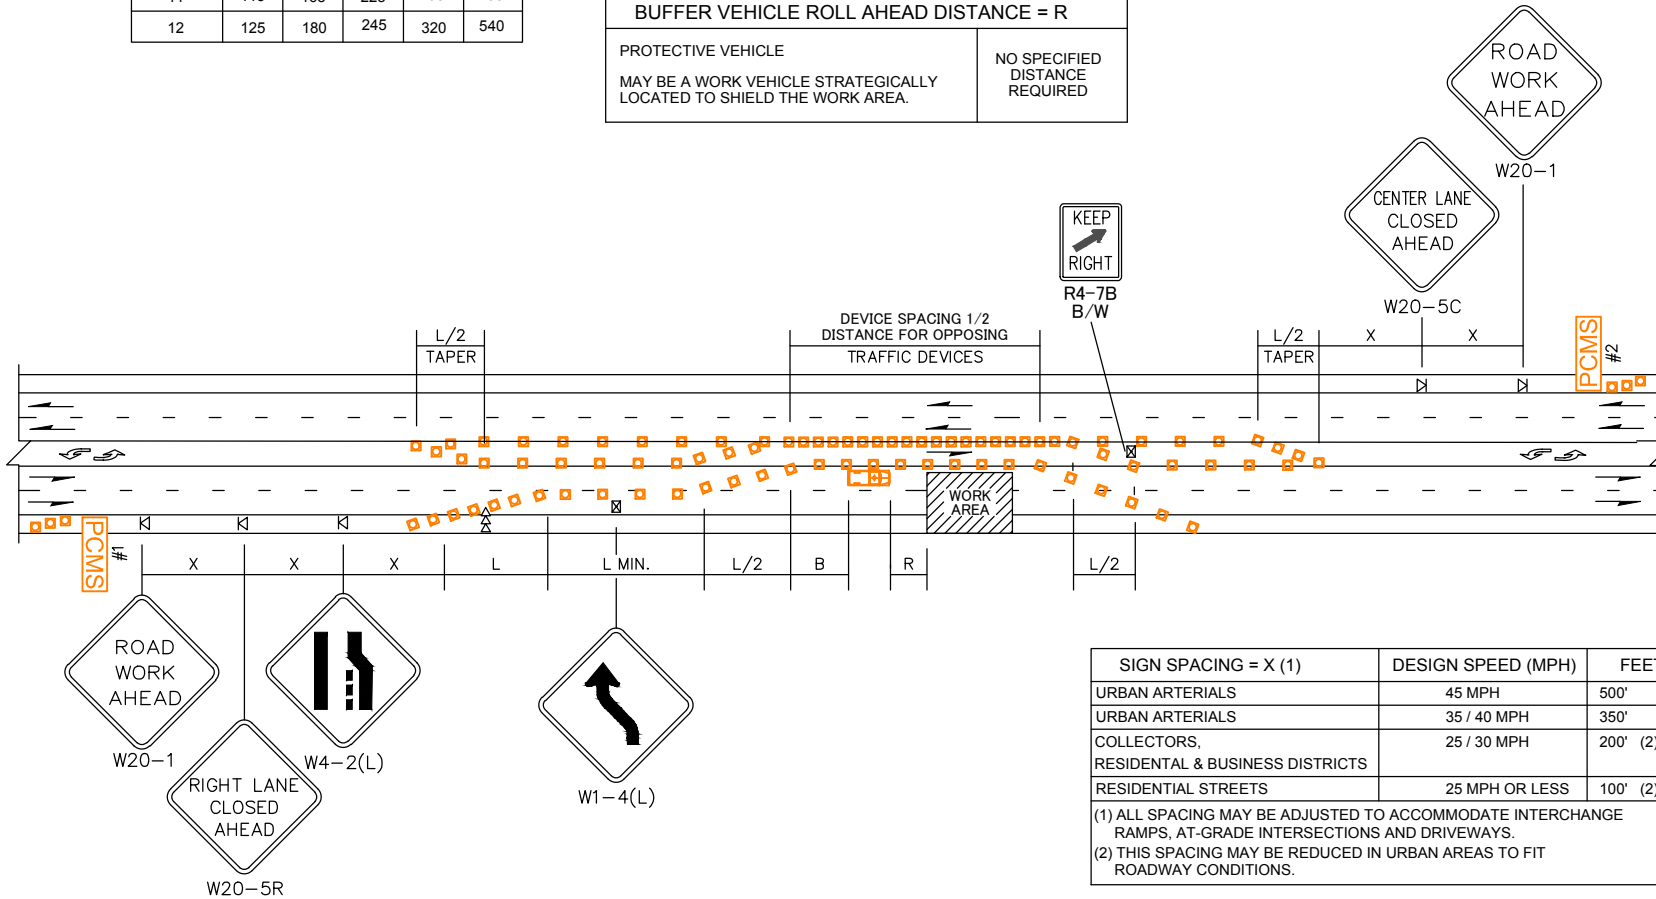 12 125 180 245 320 540
BUFFER VEHICLE ROLL AHEAD DISTANCE = R
PROTECTIVE VEHICLE
MAY BE A WORK VEHICLE STRATEGICALLY
LOCATED TO SHIELD THE WORK AREA.
NO SPECIFIED
DISTANCE
REQUIRED
ROAD
WORK
AHEAD
W20-1
CENTER LANE
CLOSED
AHEAD
W20-5C
KEEP
RIGHT
R4-7B
B/W
L/2
TAPER
DEVICE SPACING 1/2
DISTANCE FOR OPPOSING
TRAFFIC DEVICES
L/2
TAPER
X
X
PCMS
#2
WORK
AREA
PCMS
#1
X
X
X
L
L MIN.
L/2
B
R
L/2
ROAD
WORK
AHEAD
W20-1
W4-2(L)
RIGHT LANE
CLOSED
AHEAD
W20-5R
W1-4(L)
SIGN SPACING = X (1) DESIGN SPEED (MPH) FEET
URBAN ARTERIALS 45 MPH 500'
URBAN ARTERIALS 35 / 40 MPH 350'
COLLECTORS, 25 / 30 MPH 200' (2)
RESIDENTAL & BUSINESS DISTRICTS
RESIDENTIAL STREETS 25 MPH OR LESS 100' (2)
(1) ALL SPACING MAY BE ADJUSTED TO ACCOMMODATE INTERCHANGE
RAMPS, AT-GRADE INTERSECTIONS AND DRIVEWAYS.
(2) THIS SPACING MAY BE REDUCED IN URBAN AREAS TO FIT
ROADWAY CONDITIONS.